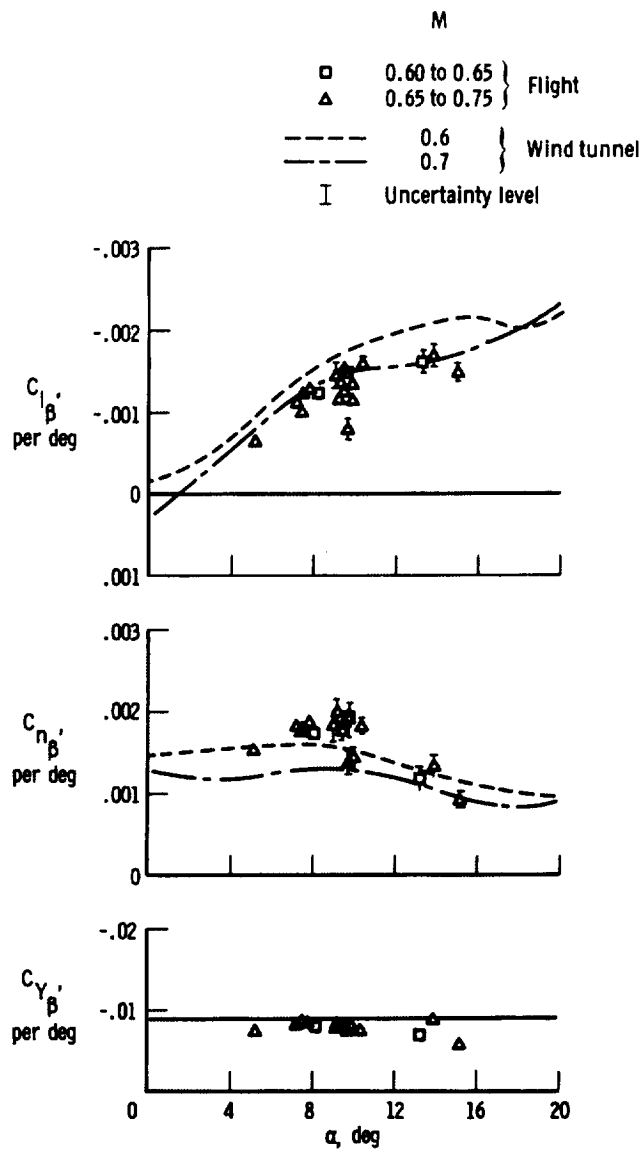 M
0.60 to 0.65
0.65 to 0.75
Flight
0.6
0.7
Wind tunnel
Uncertainty level
-.003
-.002
-.001
0
.001
C_lβ'
per deg
.003
.002
.001
0
C_nβ'
per deg
-.02
-.01
C_Yβ'
per deg
0 4 8 12 16 20
α, deg